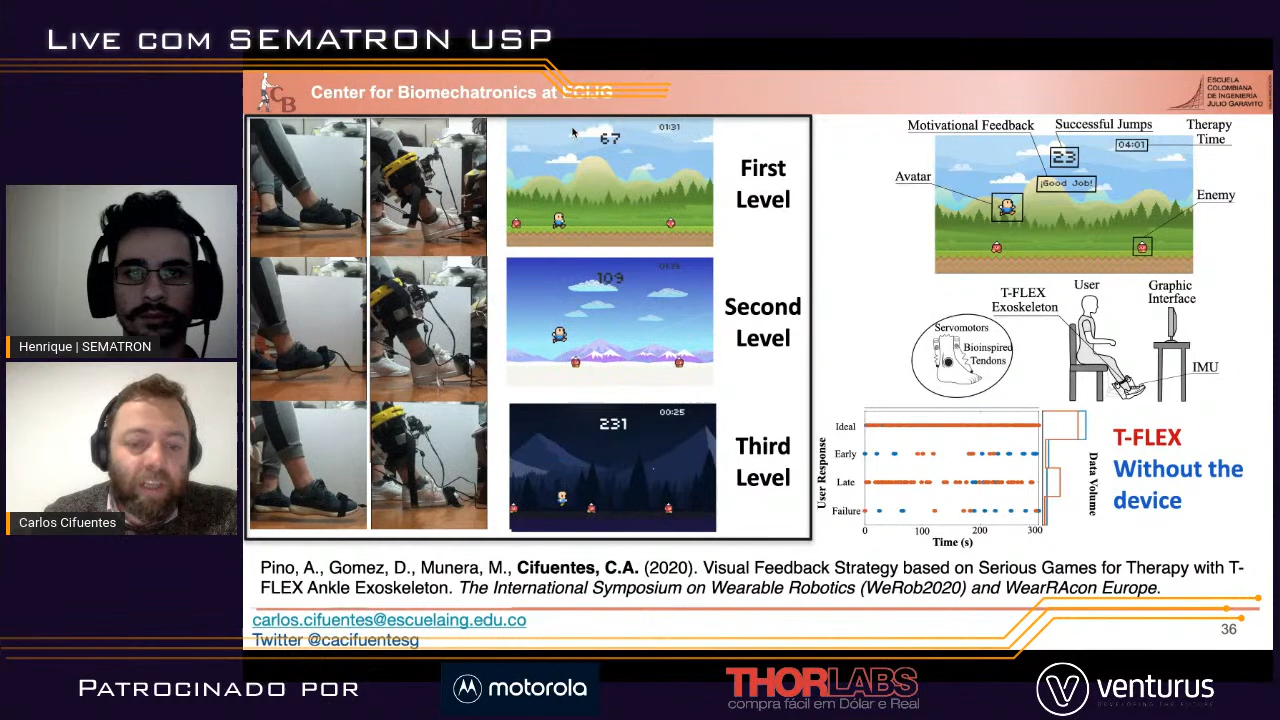 LIVE COM SEMATRON USP
CB
Center for Biomechatronics at ECIJG
ESCUELA
COLOMBIANA
DE INGENIERÍA
JULIO GARAVITO
67
01:31
First
Level
109
Second
Level
231
00:25
Third
Level
Motivational Feedback
Successful Jumps
Therapy
Time
23
04:01
¡Good Job!
Avatar
Enemy
T-FLEX
Exoskeleton
User
Graphic
Interface
Servomotors
Bioinspired
Tendons
IMU
User Response
Ideal
Early
Late
Failure
0
100
200
300
Time (s)
Data Volume
T-FLEX
Without the
device
Henrique | SEMATRON
Carlos Cifuentes
Pino, A., Gomez, D., Munera, M., Cifuentes, C.A. (2020). Visual Feedback Strategy based on Serious Games for Therapy with T-
FLEX Ankle Exoskeleton. The International Symposium on Wearable Robotics (WeRob2020) and WearRAcon Europe.
carlos.cifuentes@escuelaing.edu.co
Twitter @cacifuentesg
36
PATROCINADO POR
motorola
THORLABS
compra fácil em Dólar e Real
venturus
DEVELOPING THE FUTURE